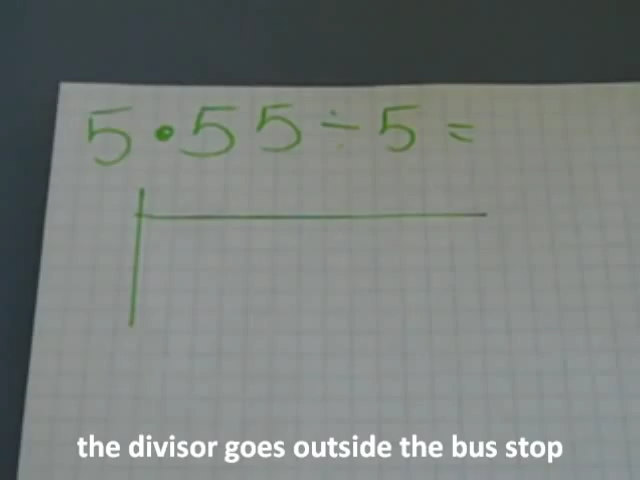 5•55÷5=
the divisor goes outside the bus stop